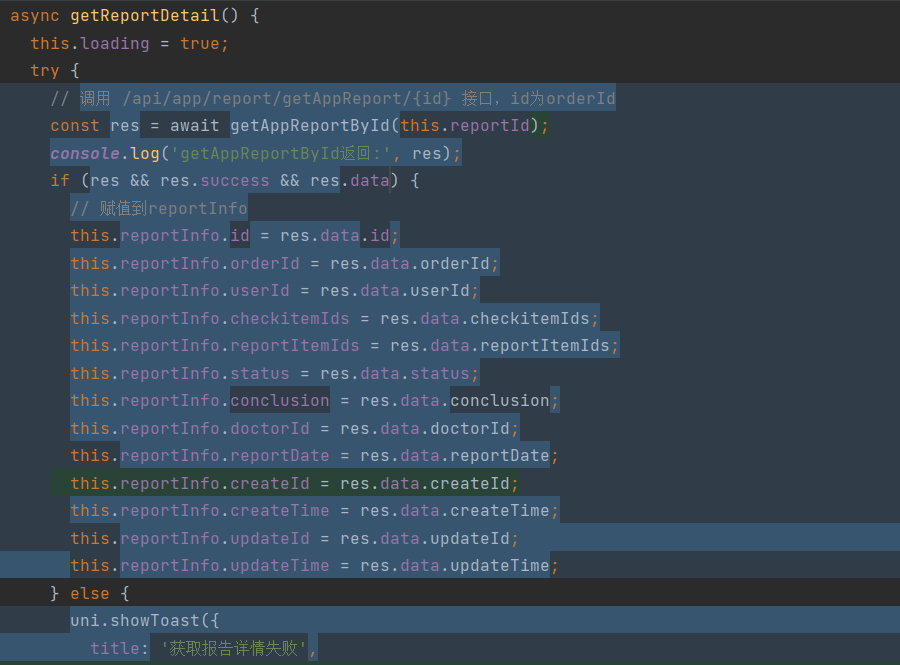 async getReportDetail() {
this.loading = true;
try {
// 调用 /api/app/report/getAppReport/{id} 接口，id为orderId
const res = await getAppReportById(this.reportId);
console.log('getAppReportById返回:', res);
if (res && res.success && res.data) {
// 赋值到reportInfo
this.reportInfo.id = res.data.id;
this.reportInfo.orderId = res.data.orderId;
this.reportInfo.userId = res.data.userId;
this.reportInfo.checkitemIds = res.data.checkitemIds;
this.reportInfo.reportItemIds = res.data.reportItemIds;
this.reportInfo.status = res.data.status;
this.reportInfo.conclusion = res.data.conclusion;
this.reportInfo.doctorId = res.data.doctorId;
this.reportInfo.reportDate = res.data.reportDate;
this.reportInfo.createId = res.data.createId;
this.reportInfo.createTime = res.data.createTime;
this.reportInfo.updateId = res.data.updateId;
this.reportInfo.updateTime = res.data.updateTime;
} else {
uni.showToast({
title: '获取报告详情失败',